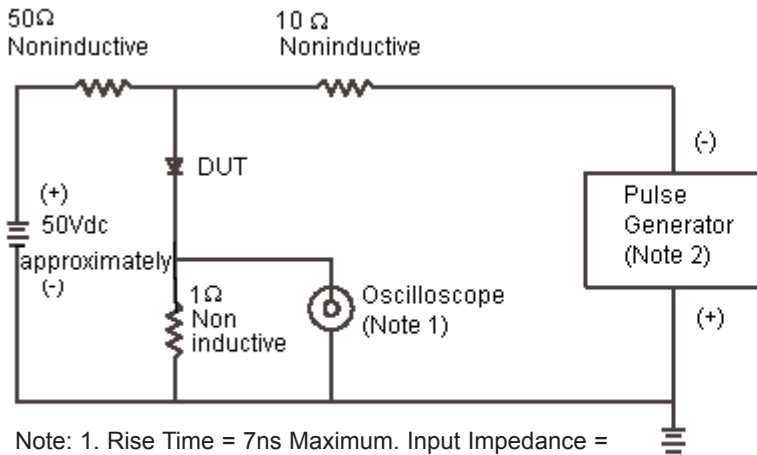 50Ω
Noninductive
10 Ω
Noninductive
DUT
(+)
50Vdc
approximately
(-)
1Ω
Non
inductive
Oscilloscope
(Note 1)
(-)
Pulse
Generator
(Note 2)
(+)
Note: 1. Rise Time = 7ns Maximum. Input Impedance =